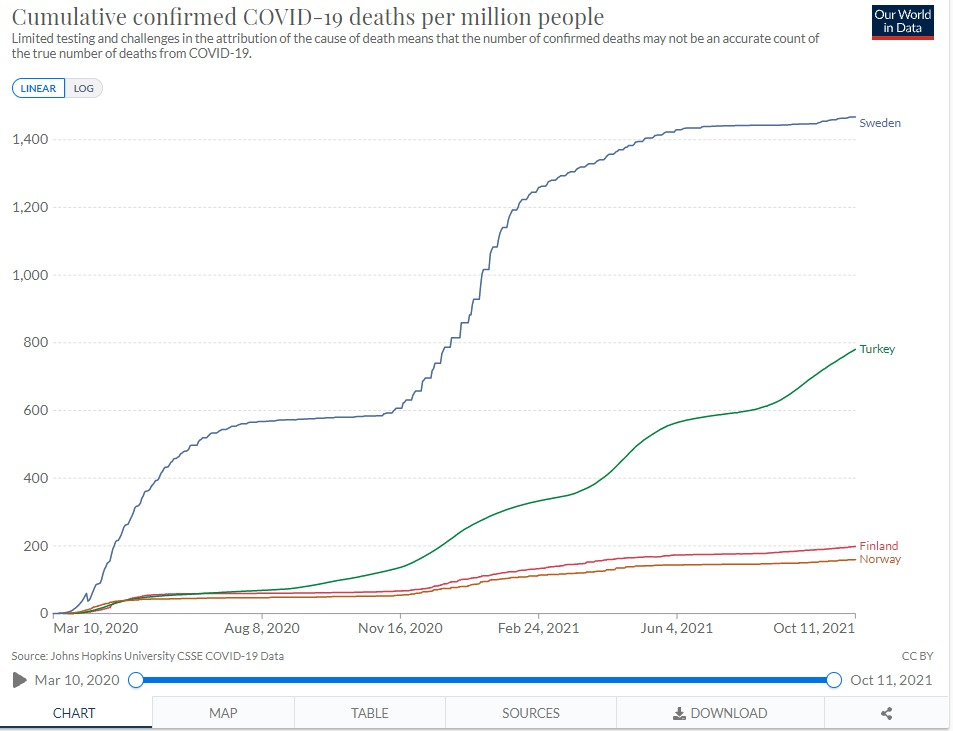 Cumulative confirmed COVID-19 deaths per million people
Our World
in Data
Limited testing and challenges in the attribution of the cause of death means that the number of confirmed deaths may not be an accurate count of
the true number of deaths from COVID-19.
LINEAR LOG
1,400
1,200
1,000
800
600
400
200
0
Sweden
Turkey
Finland
Norway
Mar 10, 2020 Aug 8, 2020 Nov 16, 2020 Feb 24, 2021 Jun 4, 2021 Oct 11, 2021
Source: Johns Hopkins University CSSE COVID-19 Data CC BY
Mar 10, 2020 Oct 11, 2021
CHART MAP TABLE SOURCES DOWNLOAD